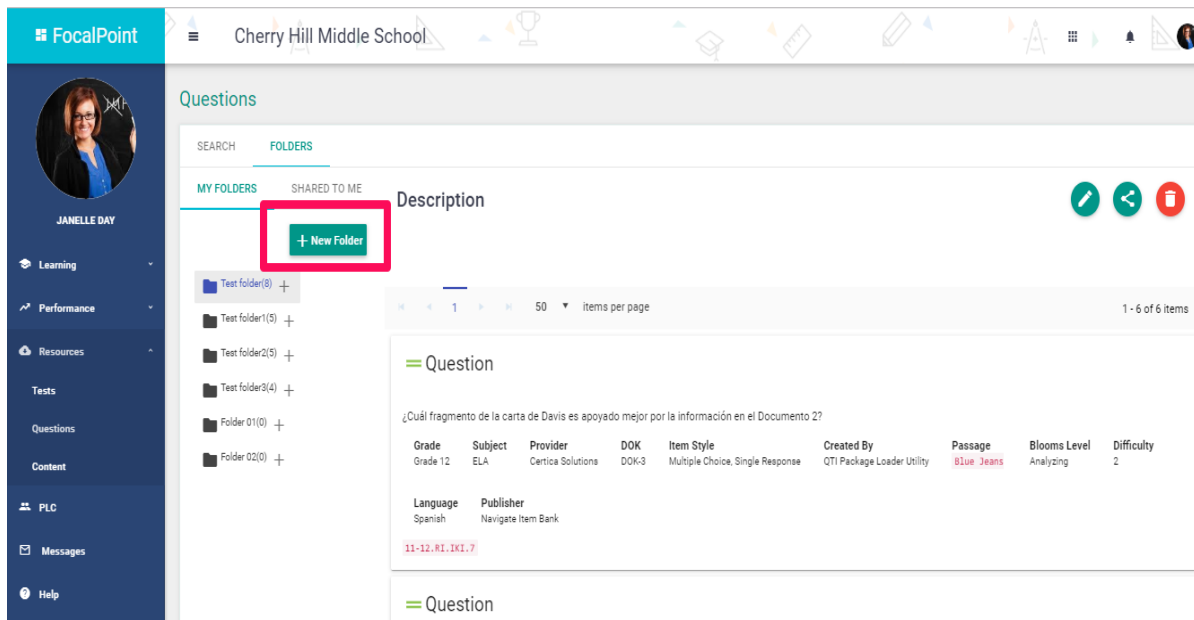 FocalPoint
Cherry Hill Middle School
JANELLE DAY
Learning
Performance
Resources
Tests
Questions
Content
PLC
Messages
Help
Questions
SEARCH FOLDERS
MY FOLDERS SHARED TO ME
+ New Folder
Test folder(8) +
Test folder1(5) +
Test folder2(5) +
Test folder3(4) +
Folder 01(0) +
Folder 02(0) +
Description
1 50 items per page 1 - 6 of 6 items
Question
¿Cuál fragmento de la carta de Davis es apoyado mejor por la información en el Documento 2?
Grade Subject Provider DOK Item Style Created By Passage Blooms Level Difficulty
Grade 12 ELA Certica Solutions DOK-3 Multiple Choice, Single Response QTI Package Loader Utility Blue Jeans Analyzing 2
Language Publisher
Spanish Navigate Item Bank
11-12.RI.IKI.7
Question